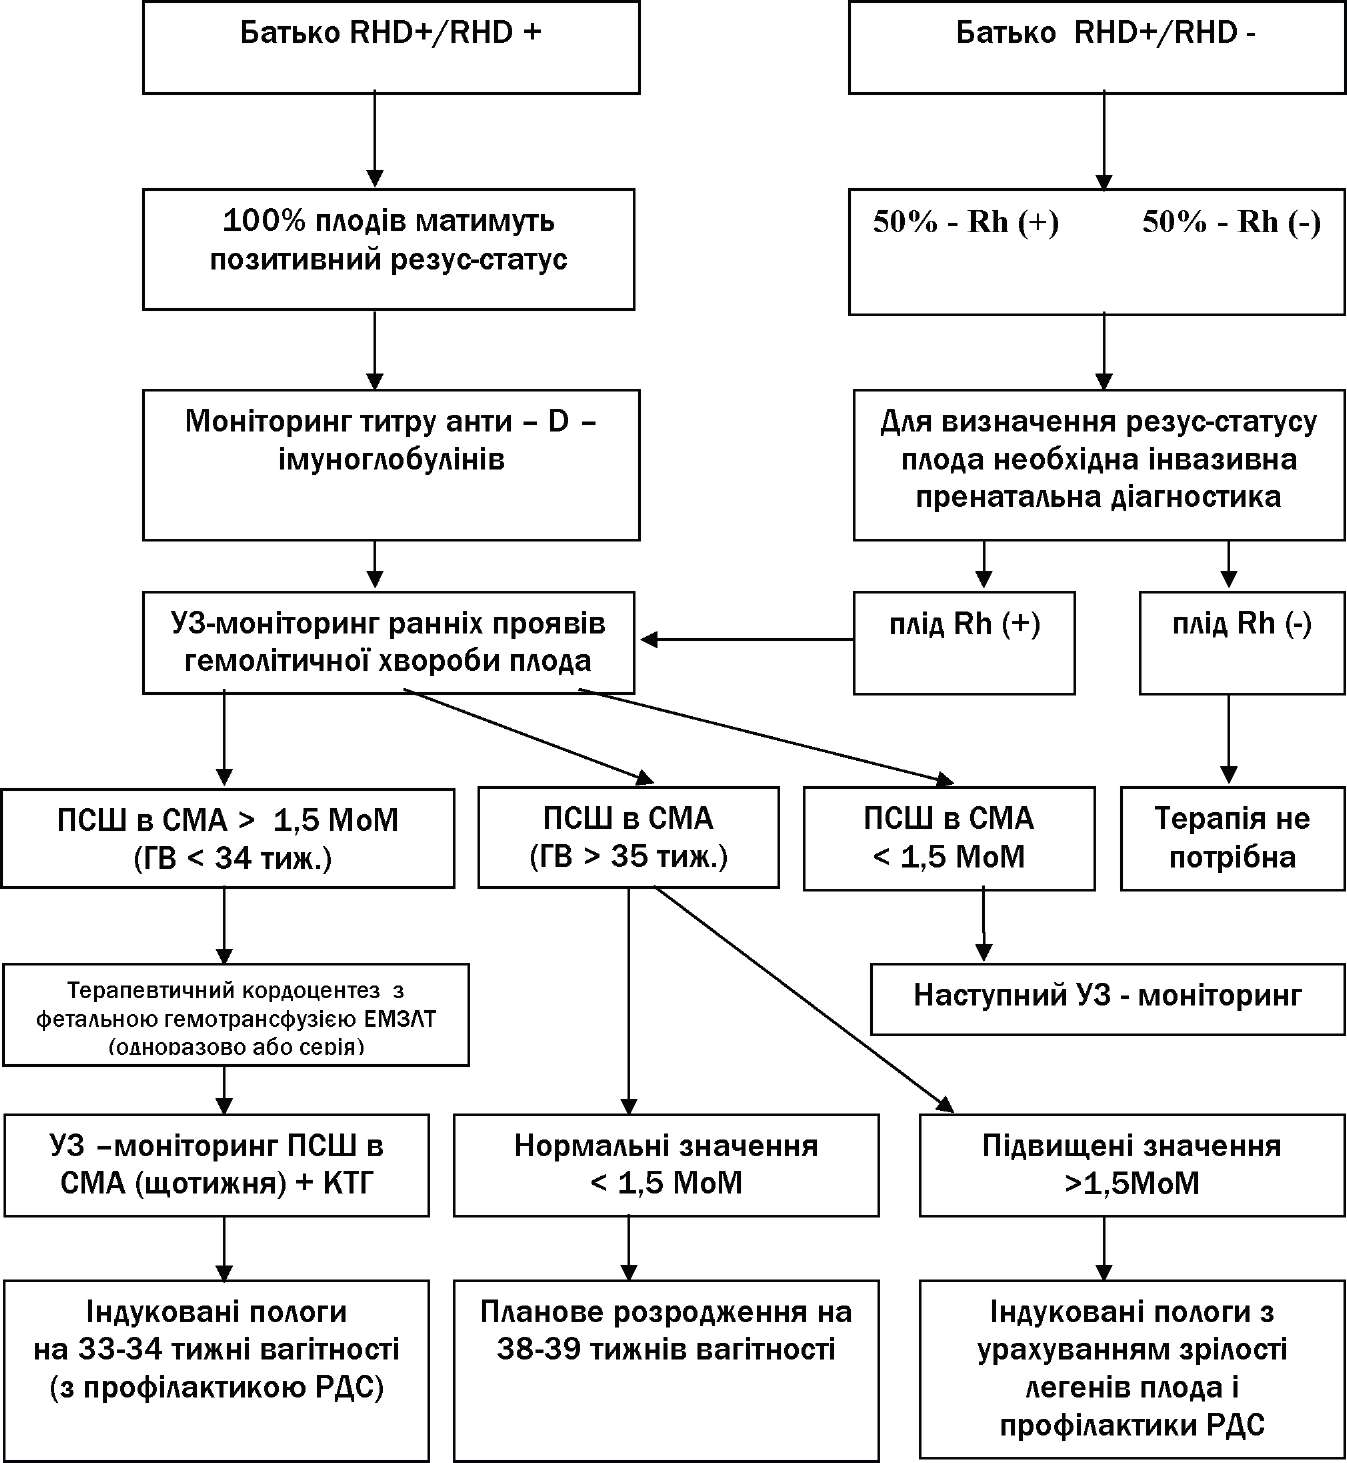 Батько RHD+/RHD +
Батько RHD+/RHD -
100% плодів матимуть
позитивний резус-статус
50% - Rh (+) 50% - Rh (-)
Моніторинг титру анти – D –
імуноглобулінів
Для визначення резус-статусу
плода необхідна інвазивна
пренатальна діагностика
УЗ-моніторинг ранніх проявів
гемолітичної хвороби плода
плід Rh (+)
плід Rh (-)
ПСШ в СМА > 1,5 МоМ
(ГВ < 34 тиж.)
ПСШ в СМА
(ГВ > 35 тиж.)
ПСШ в СМА
< 1,5 МоМ
Терапія не
потрібна
Терапевтичний кордоцентез з
фетальною гемотрансфузією ЕМЗЛТ
(одноразово або серія)
Наступний УЗ - моніторинг
УЗ –моніторинг ПСШ в
СМА (щотижня) + КТГ
Нормальні значення
< 1,5 МоМ
Підвищені значення
>1,5МоМ
Індуковані пологи
на 33-34 тижні вагітності
(з профілактикою РДС)
Планове розродження на
38-39 тижнів вагітності
Індуковані пологи з
урахуванням зрілості
легенів плода і
профілактики РДС